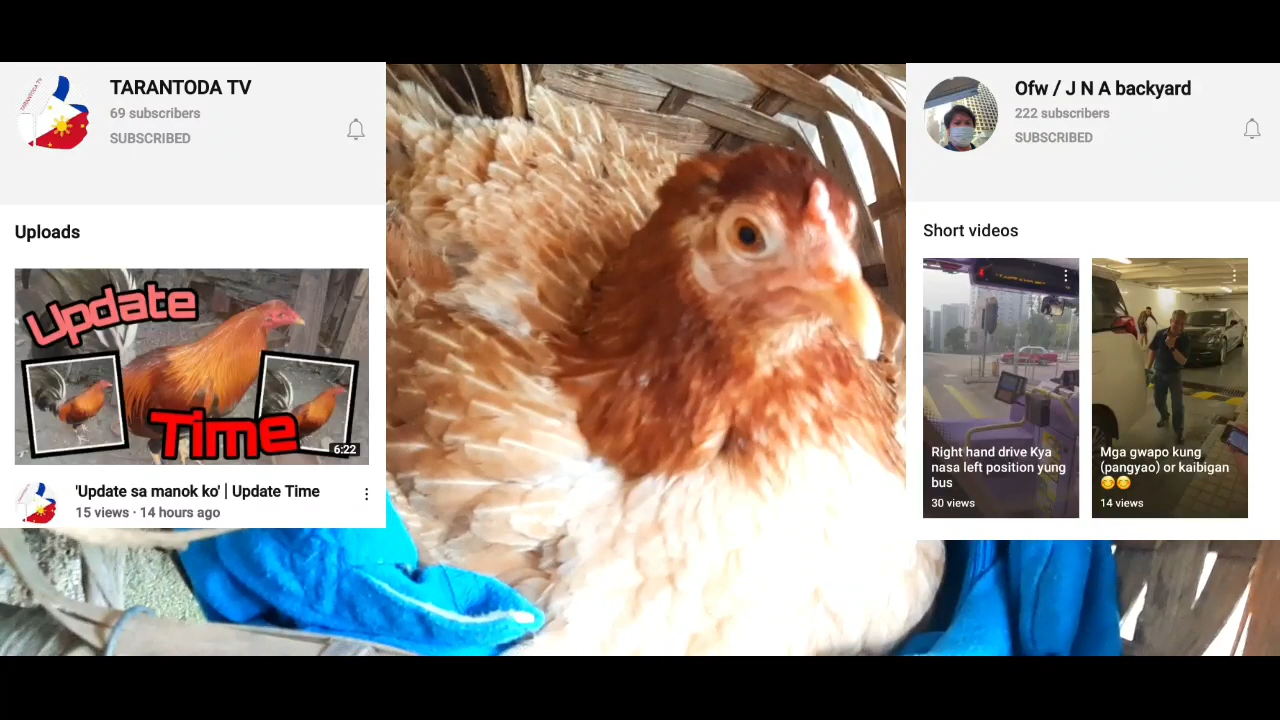 TARANTODA TV
69 subscribers
SUBSCRIBED
Uploads
Update
Time
6:22
'Update sa manok ko' | Update Time
15 views · 14 hours ago
Ofw / J N A backyard
222 subscribers
SUBSCRIBED
Short videos
Right hand drive Kya
nasa left position yung
bus
30 views
Mga gwapo kung
(pangyao) or kaibigan
😋😋
14 views